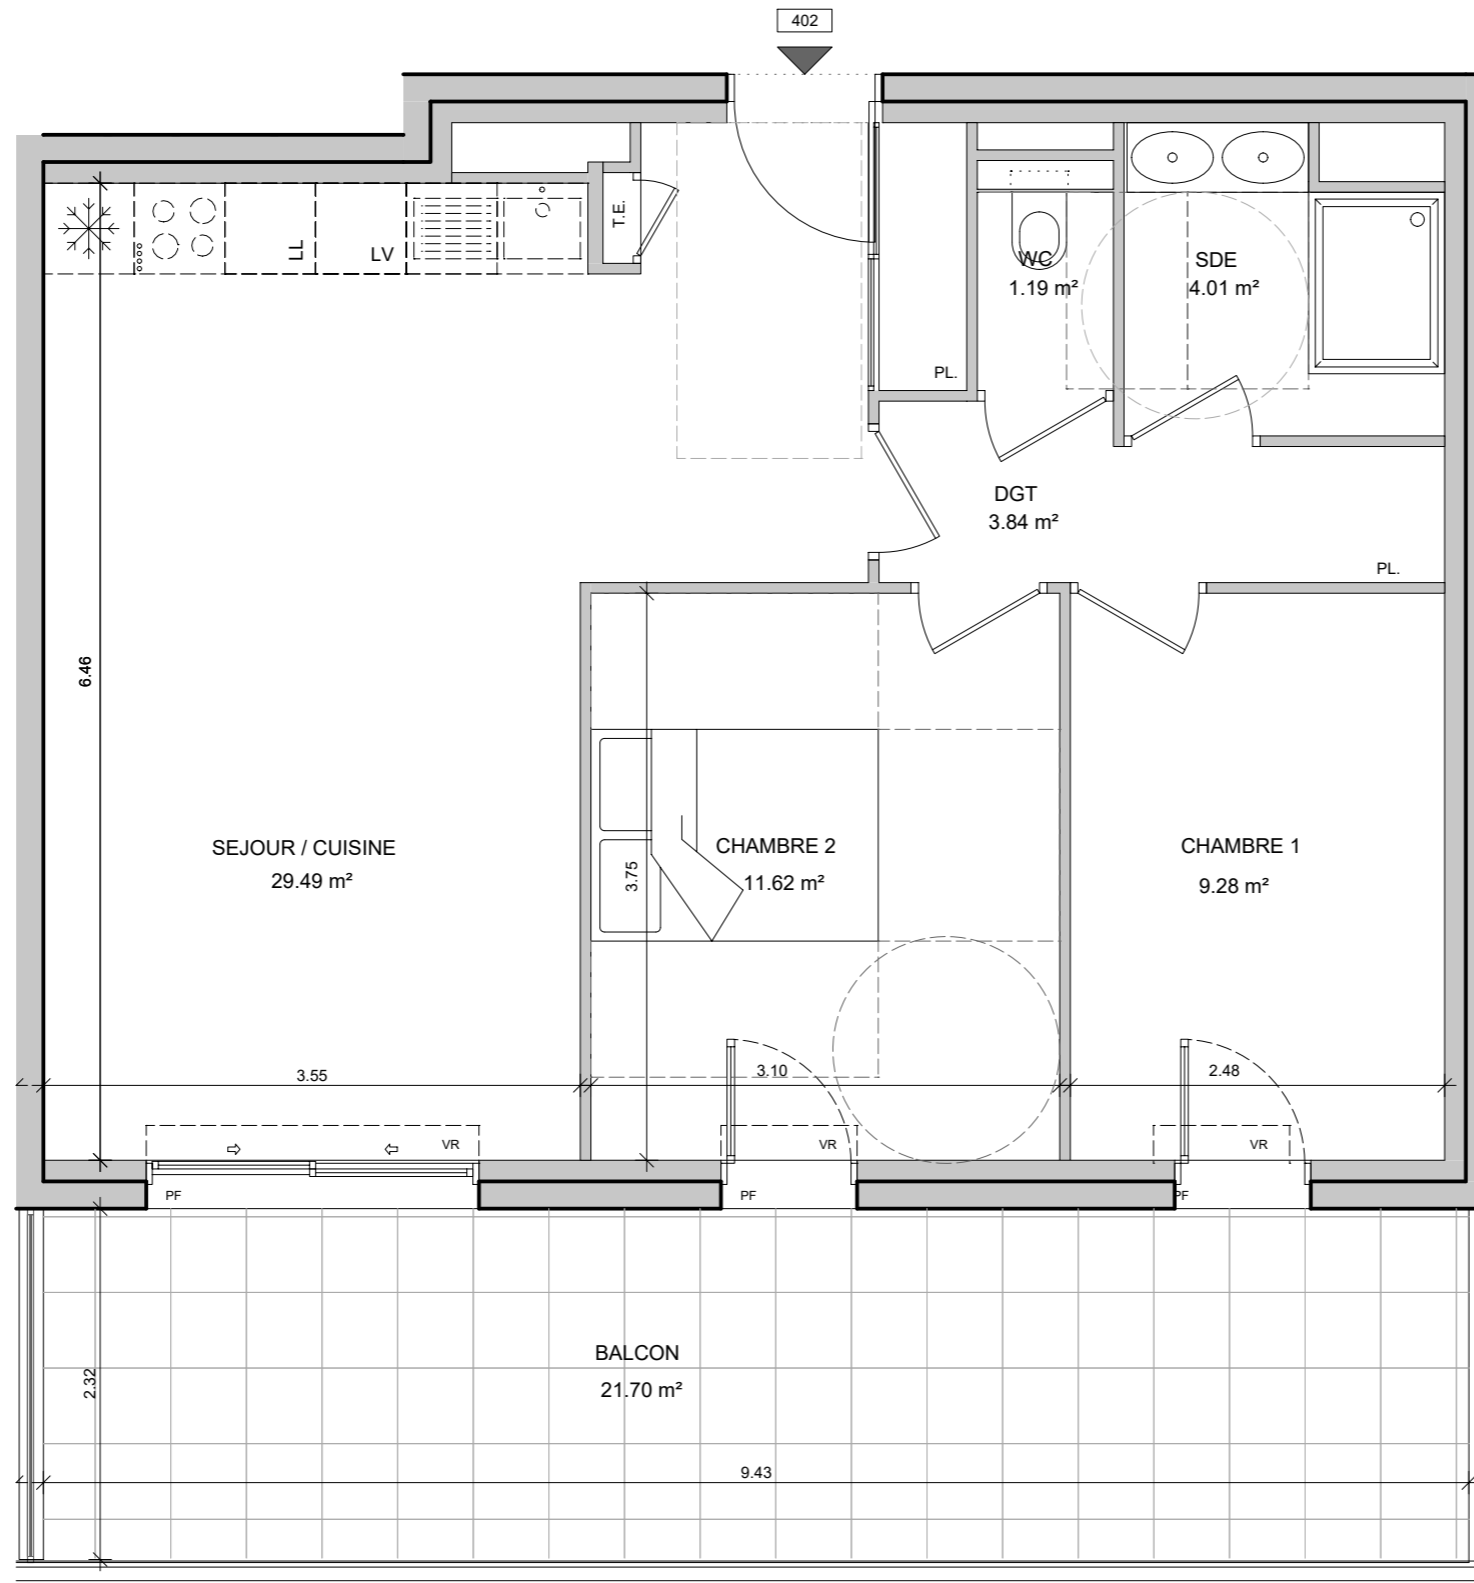 402
T.E.
LL
LV
WC
1.19 m²
SDE
4.01 m²
PL.
DGT
3.84 m²
PL.
6.46
SEJOUR / CUISINE
29.49 m²
3.75
CHAMBRE 2
11.62 m²
CHAMBRE 1
9.28 m²
3.55
3.10
2.48
VR
VR
VR
PF
PF
PF
BALCON
21.70 m²
2.32
9.43